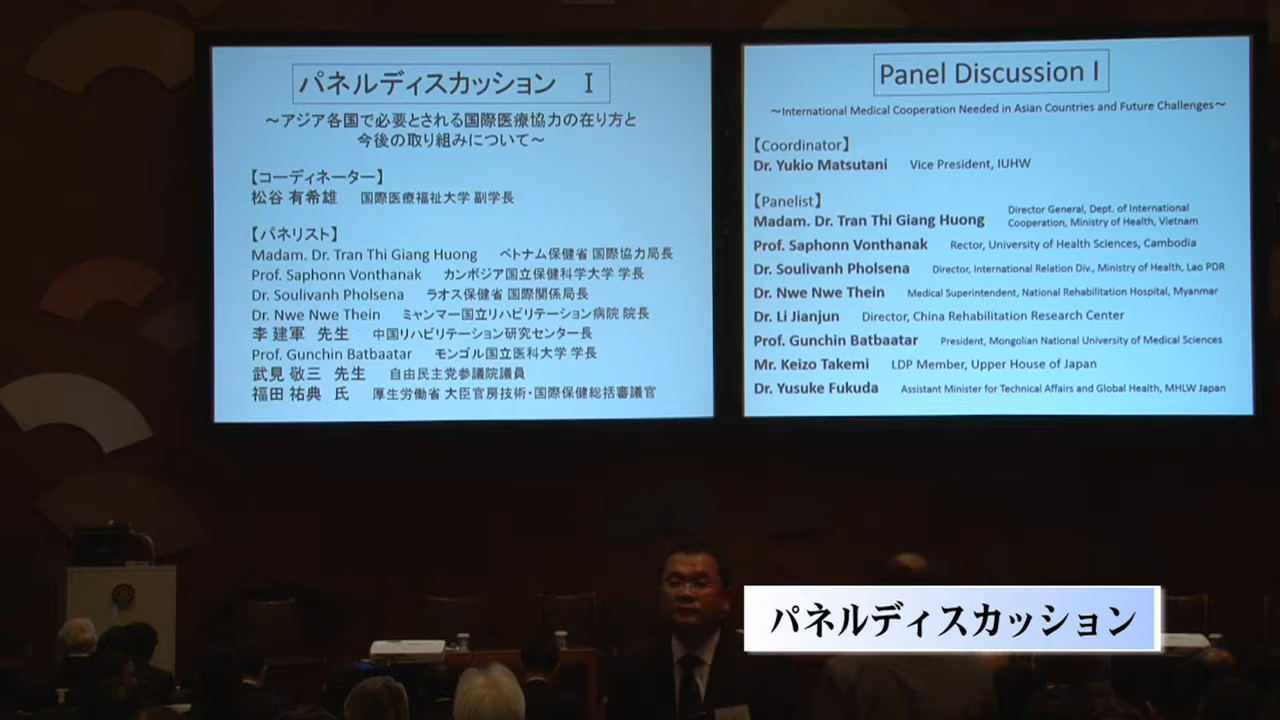 パネルディスカッション Ⅰ
～アジア各国で必要とされる国際医療協力の在り方と
今後の取り組みについて～
【コーディネーター】
松谷 有希雄 国際医療福祉大学 副学長
【パネリスト】
Madam. Dr. Tran Thi Giang Huong ベトナム保健省 国際協力局長
Prof. Saphonn Vonthanak カンボジア国立保健科学大学 学長
Dr. Soulivanh Pholsena ラオス保健省 国際関係局長
Dr. Nwe Nwe Thein ミャンマー国立リハビリテーション病院 院長
李 建軍 先生 中国リハビリテーション研究センター長
Prof. Gunchin Batbaatar モンゴル国立医科大学 学長
武見 敬三 先生 自由民主党参議院議員
福田 祐典 氏 厚生労働省 大臣官房技術・国際保健総括審議官
Panel Discussion I
～International Medical Cooperation Needed in Asian Countries and Future Challenges～
【Coordinator】
Dr. Yukio Matsutani Vice President, IUHW
【Panelist】
Madam. Dr. Tran Thi Giang Huong Director General, Dept. of International
Cooperation, Ministry of Health, Vietnam
Prof. Saphonn Vonthanak Rector, University of Health Sciences, Cambodia
Dr. Soulivanh Pholsena Director, International Relation Div., Ministry of Health, Lao PDR
Dr. Nwe Nwe Thein Medical Superintendent, National Rehabilitation Hospital, Myanmar
Dr. Li Jianjun Director, China Rehabilitation Research Center
Prof. Gunchin Batbaatar President, Mongolian National University of Medical Sciences
Mr. Keizo Takemi LDP Member, Upper House of Japan
Dr. Yusuke Fukuda Assistant Minister for Technical Affairs and Global Health, MHLW Japan
パネルディスカッション